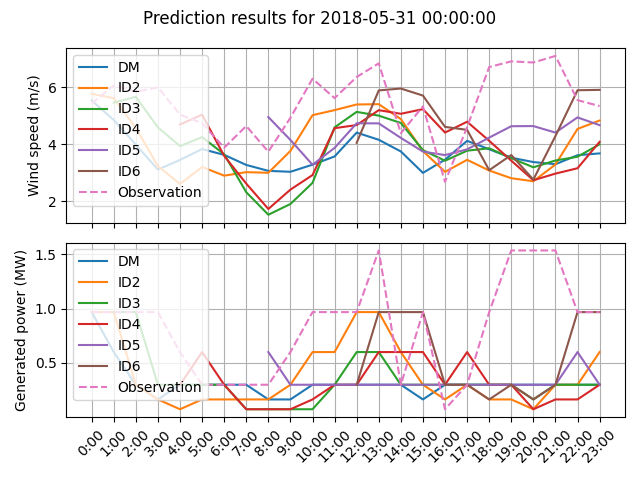 Prediction results for 2018-05-31 00:00:00
Wind speed (m/s)
6
4
2
DM
ID2
ID3
ID4
ID5
ID6
Observation
Generated power (MW)
1.5
1.0
0.5
DM
ID2
ID3
ID4
ID5
ID6
Observation
0:00
1:00
2:00
3:00
4:00
5:00
6:00
7:00
8:00
9:00
10:00
11:00
12:00
13:00
14:00
15:00
16:00
17:00
18:00
19:00
20:00
21:00
22:00
23:00